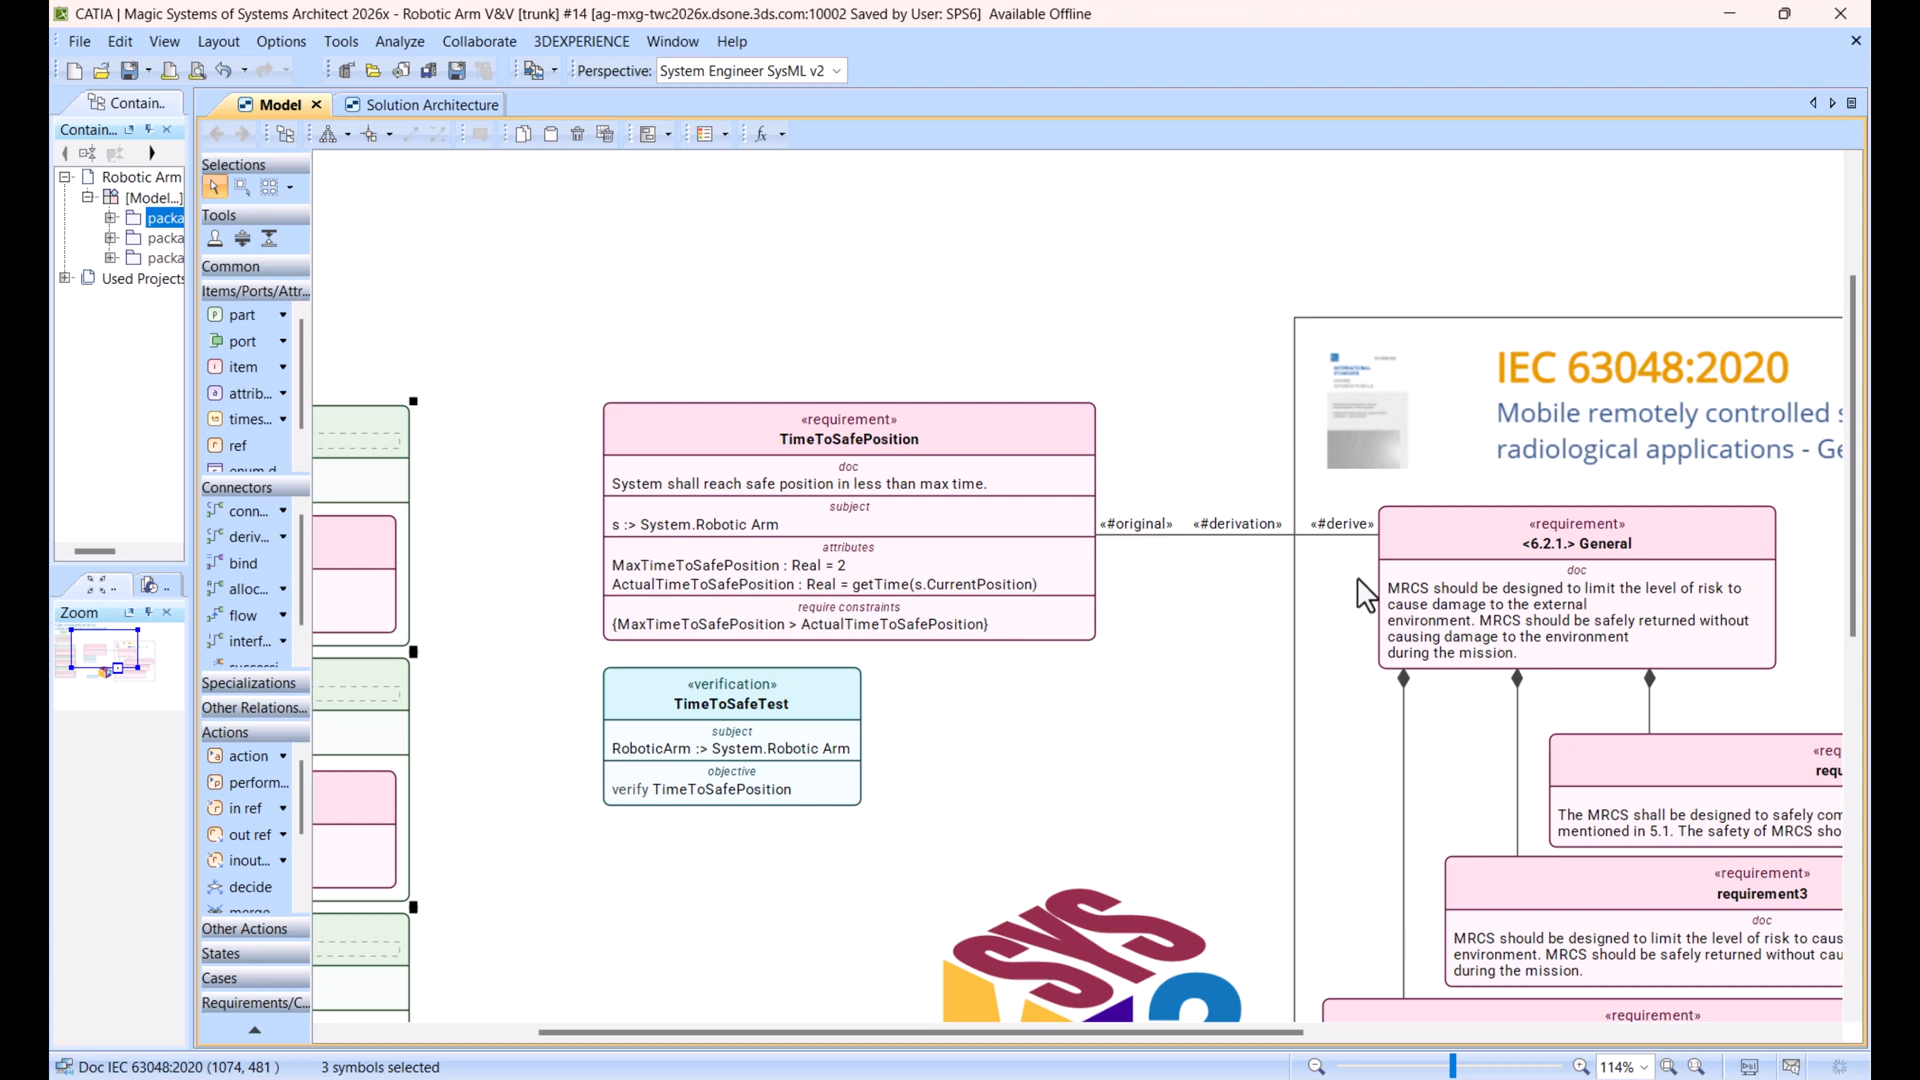 CATIA | Magic Systems of Systems Architect 2026x - Robotic Arm V&V [trunk] #14 [ag-mxg-twc2026x.dsone.3ds.com:10002 Saved by User: SPS6] Available Offline
File Edit View Layout Options Tools Analyze Collaborate 3DEXPERIENCE Window Help
Perspective: System Engineer SysML v2
Contain..
Model
Solution Architecture
Contain...
Robotic Arm
[Model...]
packa
packa
packa
Used Projects
Zoom
Selections
Tools
Common
Items/Ports/Attr...
part
port
item
attrib...
times...
ref
enum d
Connectors
conn...
deriv...
bind
alloc...
flow
interf...
successi
Specializations
Other Relations...
Actions
action
perform...
in ref
out ref
inout...
decide
merge
Other Actions
States
Cases
Requirements/C...
«requirement»
TimeToSafePosition
doc
System shall reach safe position in less than max time.
subject
s :> System.Robotic Arm
attributes
MaxTimeToSafePosition : Real = 2
ActualTimeToSafePosition : Real = getTime(s.CurrentPosition)
require constraints
{MaxTimeToSafePosition > ActualTimeToSafePosition}
«verification»
TimeToSafeTest
subject
RoboticArm :> System.Robotic Arm
objective
verify TimeToSafePosition
«#original» «#derivation» «#derive»
IEC 63048:2020
Mobile remotely controlled s
radiological applications - Ge
«requirement»
<6.2.1.> General
doc
MRCS should be designed to limit the level of risk to
cause damage to the external
environment. MRCS should be safely returned without
causing damage to the environment
during the mission.
«req
requ
The MRCS shall be designed to safely com
mentioned in 5.1. The safety of MRCS sho
«requirement»
requirement3
doc
MRCS should be designed to limit the level of risk to caus
environment. MRCS should be safely returned without cau
during the mission.
«requirement»
SYS
Doc IEC 63048:2020 (1074, 481 )
3 symbols selected
114%